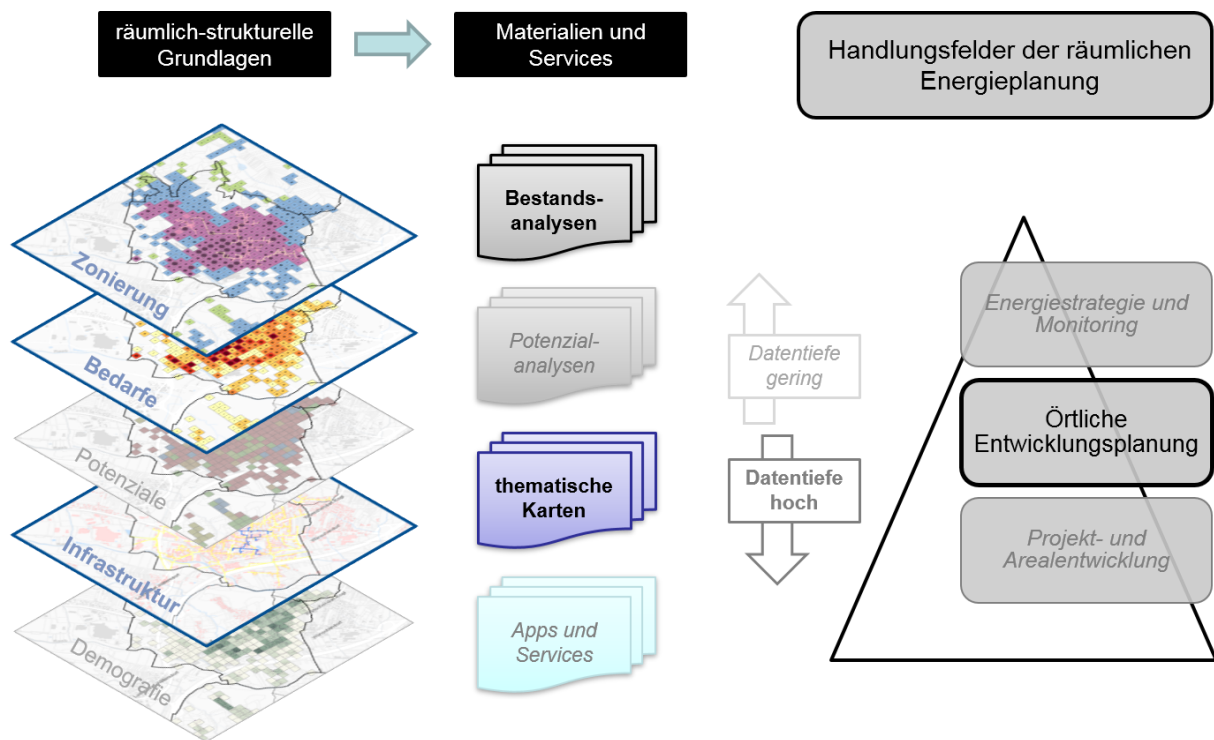 räumlich-strukturelle
Grundlagen
Materialien und
Services
Handlungsfelder der räumlichen
Energieplanung
Zonierung
Bedarfe
Potenziale
Infrastruktur
Demografie
Bestands-
analysen
Potenzial-
analysen
thematische
Karten
Apps und
Services
Datentiefe
gering
Datentiefe
hoch
Energiestrategie und
Monitoring
Örtliche
Entwicklungsplanung
Projekt- und
Arealentwicklung